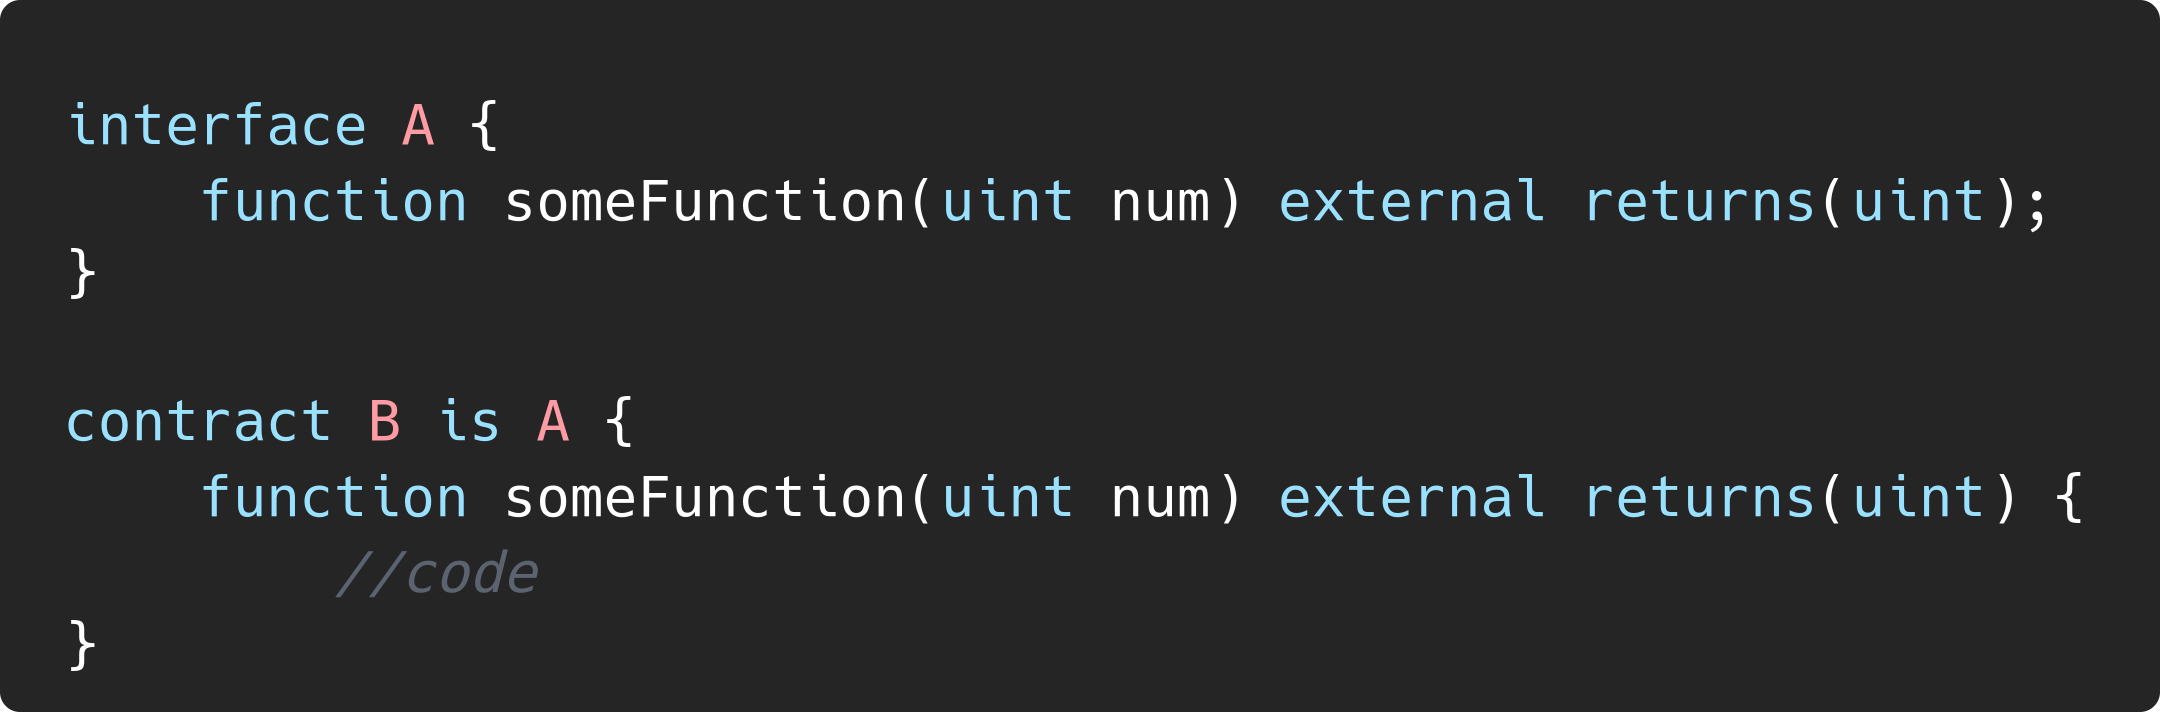 interface A {
    function someFunction(uint num) external returns(uint);
}

contract B is A {
    function someFunction(uint num) external returns(uint) {
        //code
}